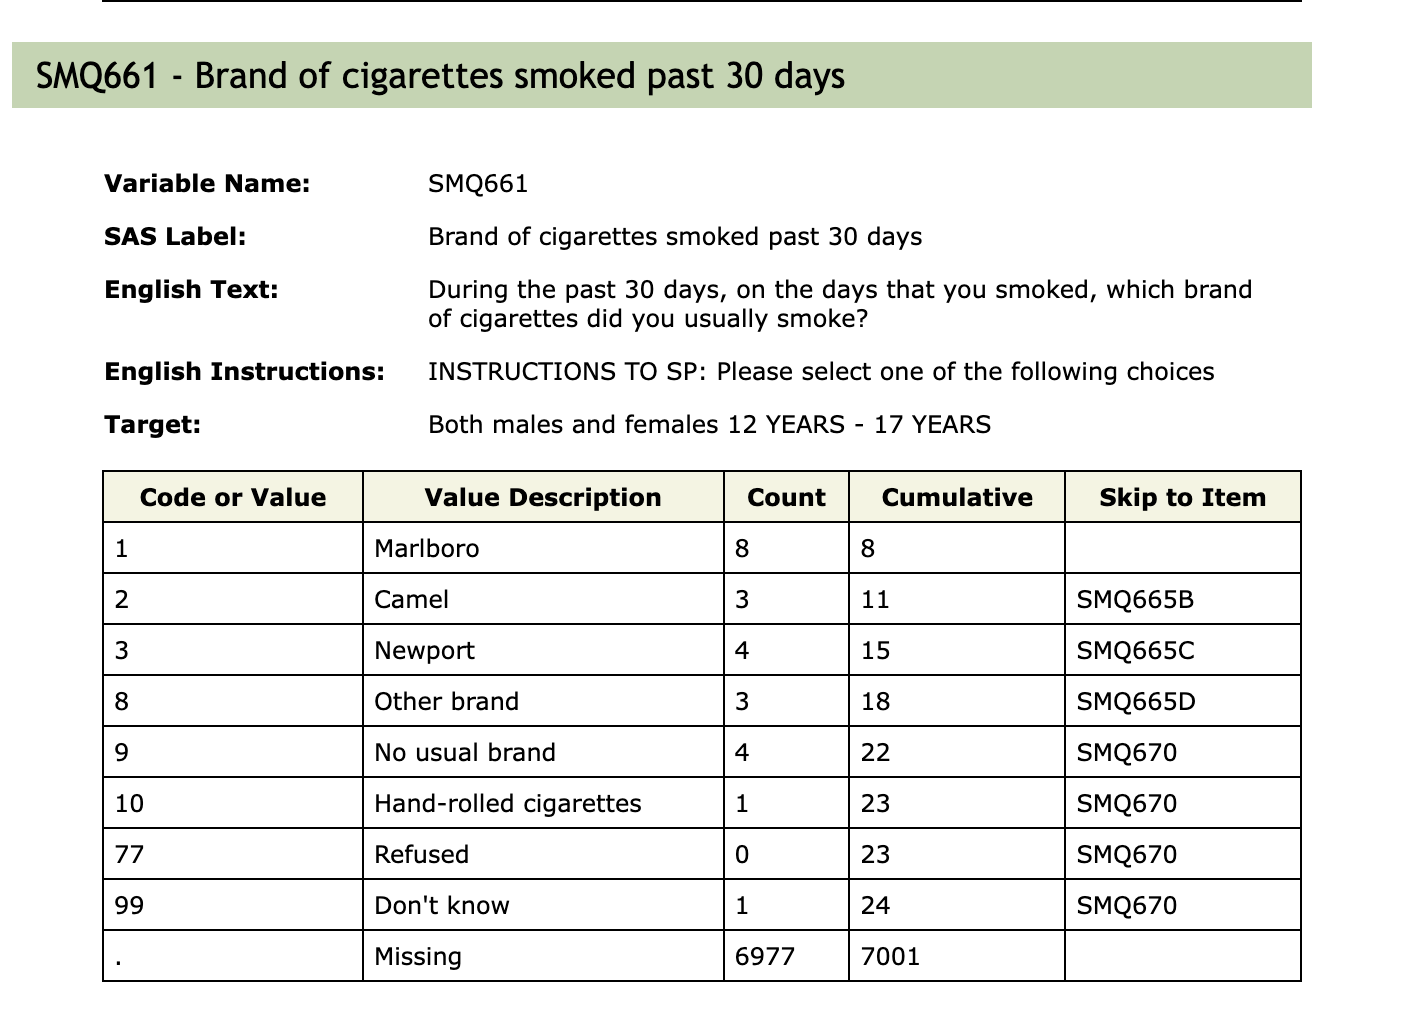 SMQ661 - Brand of cigarettes smoked past 30 days
Variable Name: SMQ661
SAS Label: Brand of cigarettes smoked past 30 days
English Text: During the past 30 days, on the days that you smoked, which brand
of cigarettes did you usually smoke?
English Instructions: INSTRUCTIONS TO SP: Please select one of the following choices
Target: Both males and females 12 YEARS - 17 YEARS
Code or Value Value Description Count Cumulative Skip to Item
1 Marlboro 8 8
2 Camel 3 11 SMQ665B
3 Newport 4 15 SMQ665C
8 Other brand 3 18 SMQ665D
9 No usual brand 4 22 SMQ670
10 Hand-rolled cigarettes 1 23 SMQ670
77 Refused 0 23 SMQ670
99 Don't know 1 24 SMQ670
. Missing 6977 7001